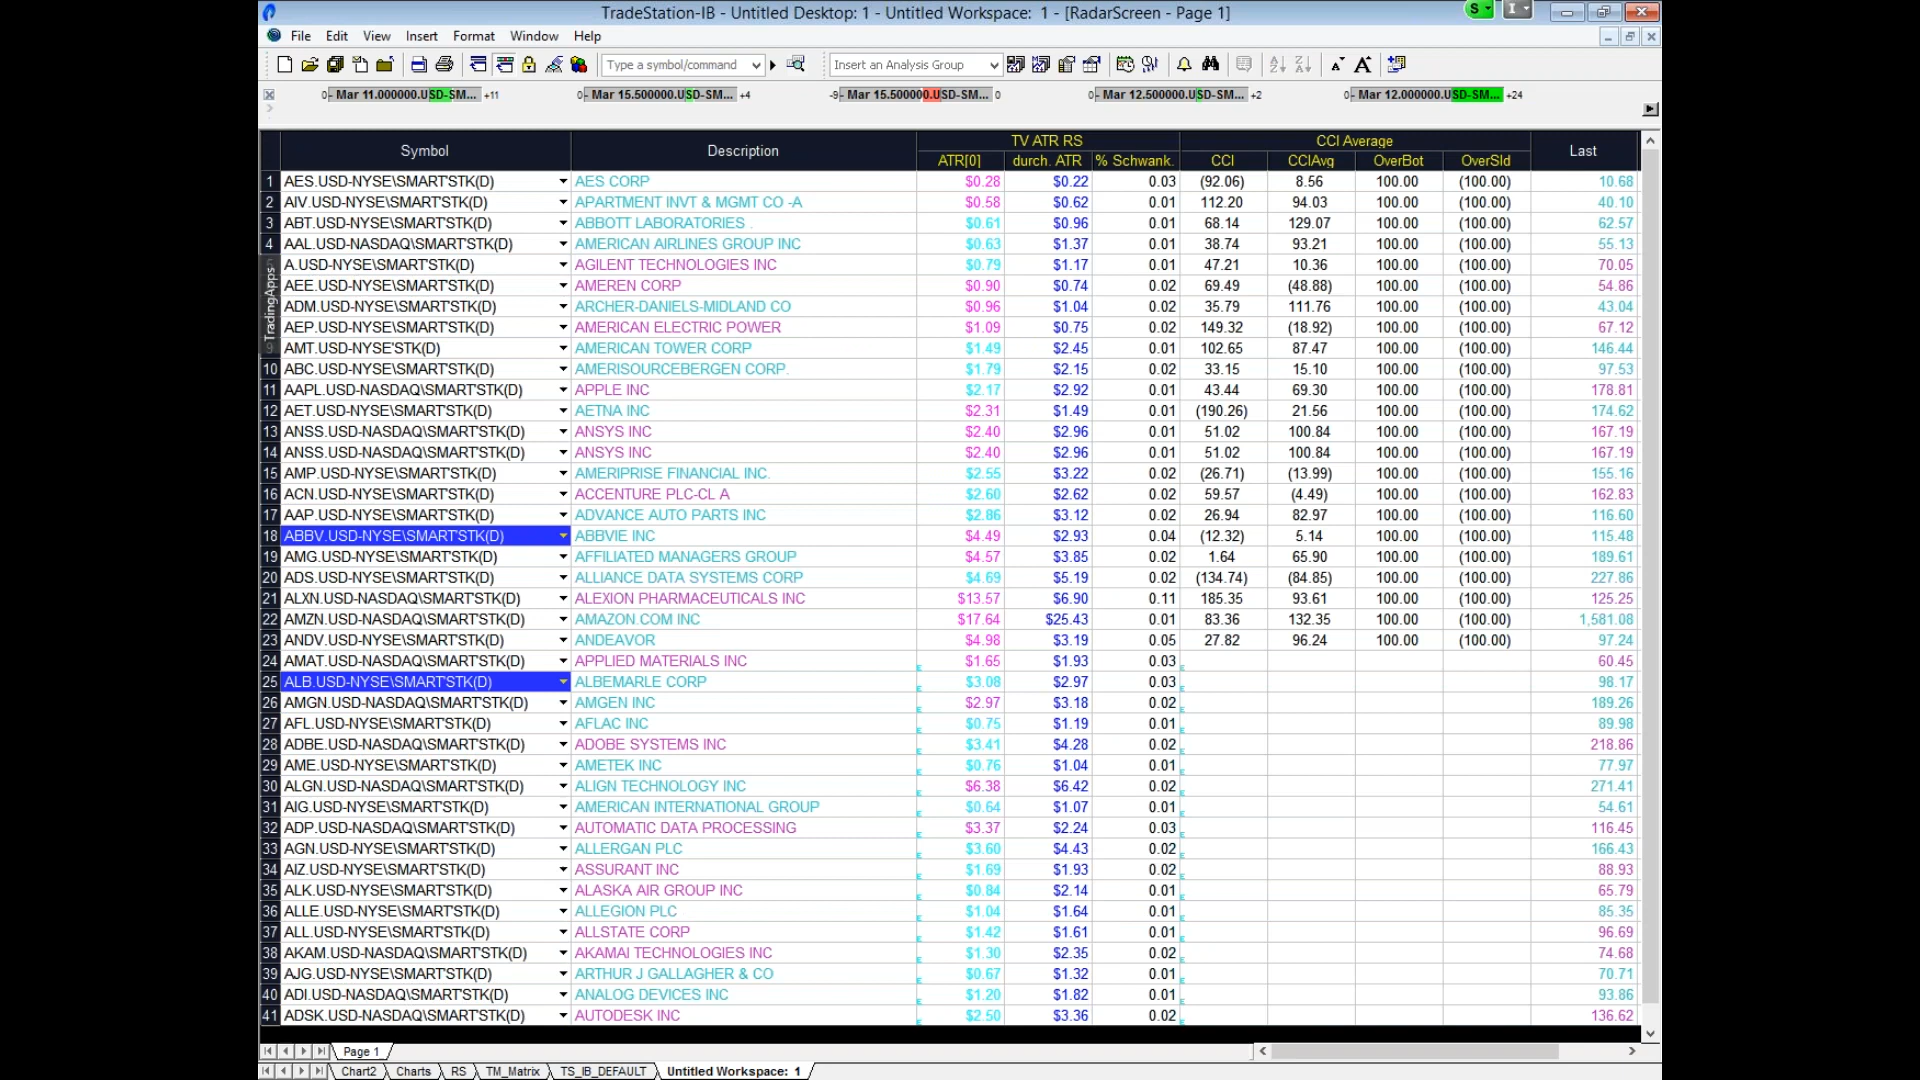 TradeStation-IB - Untitled Desktop: 1 - Untitled Workspace: 1 - [RadarScreen - Page 1]
S
I
File Edit View Insert Format Window Help
Type a symbol/command
Insert an Analysis Group
0 Mar 11.000000.USD-SM... +11
0 Mar 15.500000.USD-SM... +4
-9 Mar 15.500000.USD-SM... 0
0 Mar 12.500000.USD-SM... +2
0 Mar 12.000000.USD-SM... +24
TradingApps
Symbol Description TV ATR RS CCI Average Last
ATR[0] durch. ATR % Schwank. CCI CCIAvg OverBot OverSld
1 AES.USD-NYSE\SMART'STK(D) AES CORP $0.28 $0.22 0.03 (92.06) 8.56 100.00 (100.00) 10.68
2 AIV.USD-NYSE\SMART'STK(D) APARTMENT INVT & MGMT CO -A $0.58 $0.62 0.01 112.20 94.03 100.00 (100.00) 40.10
3 ABT.USD-NYSE\SMART'STK(D) ABBOTT LABORATORIES . $0.61 $0.96 0.01 68.14 129.07 100.00 (100.00) 62.57
4 AAL.USD-NASDAQ\SMART'STK(D) AMERICAN AIRLINES GROUP INC $0.63 $1.37 0.01 38.74 93.21 100.00 (100.00) 55.13
A.USD-NYSE\SMART'STK(D) AGILENT TECHNOLOGIES INC $0.79 $1.17 0.01 47.21 10.36 100.00 (100.00) 70.05
AEE.USD-NYSE\SMART'STK(D) AMEREN CORP $0.90 $0.74 0.02 69.49 (48.88) 100.00 (100.00) 54.86
ADM.USD-NYSE\SMART'STK(D) ARCHER-DANIELS-MIDLAND CO $0.96 $1.04 0.02 35.79 111.76 100.00 (100.00) 43.04
AEP.USD-NYSE\SMART'STK(D) AMERICAN ELECTRIC POWER $1.09 $0.75 0.02 149.32 (18.92) 100.00 (100.00) 67.12
9 AMT.USD-NYSE'STK(D) AMERICAN TOWER CORP $1.49 $2.45 0.01 102.65 87.47 100.00 (100.00) 146.44
10 ABC.USD-NYSE\SMART'STK(D) AMERISOURCEBERGEN CORP. $1.79 $2.15 0.02 33.15 15.10 100.00 (100.00) 97.53
11 AAPL.USD-NASDAQ\SMART'STK(D) APPLE INC $2.17 $2.92 0.01 43.44 69.30 100.00 (100.00) 178.81
12 AET.USD-NYSE\SMART'STK(D) AETNA INC $2.31 $1.49 0.01 (190.26) 21.56 100.00 (100.00) 174.62
13 ANSS.USD-NASDAQ\SMART'STK(D) ANSYS INC $2.40 $2.96 0.01 51.02 100.84 100.00 (100.00) 167.19
14 ANSS.USD-NASDAQ\SMART'STK(D) ANSYS INC $2.40 $2.96 0.01 51.02 100.84 100.00 (100.00) 167.19
15 AMP.USD-NYSE\SMART'STK(D) AMERIPRISE FINANCIAL INC. $2.55 $3.22 0.02 (26.71) (13.99) 100.00 (100.00) 155.16
16 ACN.USD-NYSE\SMART'STK(D) ACCENTURE PLC-CL A $2.60 $2.62 0.02 59.57 (4.49) 100.00 (100.00) 162.83
17 AAP.USD-NYSE\SMART'STK(D) ADVANCE AUTO PARTS INC $2.86 $3.12 0.02 26.94 82.97 100.00 (100.00) 116.60
18 ABBV.USD-NYSE\SMART'STK(D) ABBVIE INC $4.49 $2.93 0.04 (12.32) 5.14 100.00 (100.00) 115.48
19 AMG.USD-NYSE\SMART'STK(D) AFFILIATED MANAGERS GROUP $4.57 $3.85 0.02 1.64 65.90 100.00 (100.00) 189.61
20 ADS.USD-NYSE\SMART'STK(D) ALLIANCE DATA SYSTEMS CORP $4.69 $5.19 0.02 (134.74) (84.85) 100.00 (100.00) 227.86
21 ALXN.USD-NASDAQ\SMART'STK(D) ALEXION PHARMACEUTICALS INC $13.57 $6.90 0.11 185.35 93.61 100.00 (100.00) 125.25
22 AMZN.USD-NASDAQ\SMART'STK(D) AMAZON.COM INC $17.64 $25.43 0.01 83.36 132.35 100.00 (100.00) 1,581.08
23 ANDV.USD-NYSE\SMART'STK(D) ANDEAVOR $4.98 $3.19 0.05 27.82 96.24 100.00 (100.00) 97.24
24 AMAT.USD-NASDAQ\SMART'STK(D) APPLIED MATERIALS INC $1.65 $1.93 0.03 60.45
25 ALB.USD-NYSE\SMART'STK(D) ALBEMARLE CORP $3.08 $2.97 0.03 98.17
26 AMGN.USD-NASDAQ\SMART'STK(D) AMGEN INC $2.97 $3.18 0.02 189.26
27 AFL.USD-NYSE\SMART'STK(D) AFLAC INC $0.75 $1.19 0.01 89.98
28 ADBE.USD-NASDAQ\SMART'STK(D) ADOBE SYSTEMS INC $3.41 $4.28 0.02 218.86
29 AME.USD-NYSE\SMART'STK(D) AMETEK INC $0.76 $1.04 0.01 77.97
30 ALGN.USD-NASDAQ\SMART'STK(D) ALIGN TECHNOLOGY INC $6.38 $6.42 0.02 271.41
31 AIG.USD-NYSE\SMART'STK(D) AMERICAN INTERNATIONAL GROUP $0.64 $1.07 0.01 54.61
32 ADP.USD-NASDAQ\SMART'STK(D) AUTOMATIC DATA PROCESSING $3.37 $2.24 0.03 116.45
33 AGN.USD-NYSE\SMART'STK(D) ALLERGAN PLC $3.60 $4.43 0.02 166.43
34 AIZ.USD-NYSE\SMART'STK(D) ASSURANT INC $1.69 $1.93 0.02 88.93
35 ALK.USD-NYSE\SMART'STK(D) ALASKA AIR GROUP INC $0.84 $2.14 0.01 65.79
36 ALLE.USD-NYSE\SMART'STK(D) ALLEGION PLC $1.04 $1.64 0.01 85.35
37 ALL.USD-NYSE\SMART'STK(D) ALLSTATE CORP $1.42 $1.61 0.01 96.69
38 AKAM.USD-NASDAQ\SMART'STK(D) AKAMAI TECHNOLOGIES INC $1.30 $2.35 0.02 74.68
39 AJG.USD-NYSE\SMART'STK(D) ARTHUR J GALLAGHER & CO $0.67 $1.32 0.01 70.71
40 ADI.USD-NASDAQ\SMART'STK(D) ANALOG DEVICES INC $1.20 $1.82 0.01 93.86
41 ADSK.USD-NASDAQ\SMART'STK(D) AUTODESK INC $2.50 $3.36 0.02 136.62
Page 1
Chart2 Charts RS TM_Matrix TS_IB_DEFAULT Untitled Workspace: 1